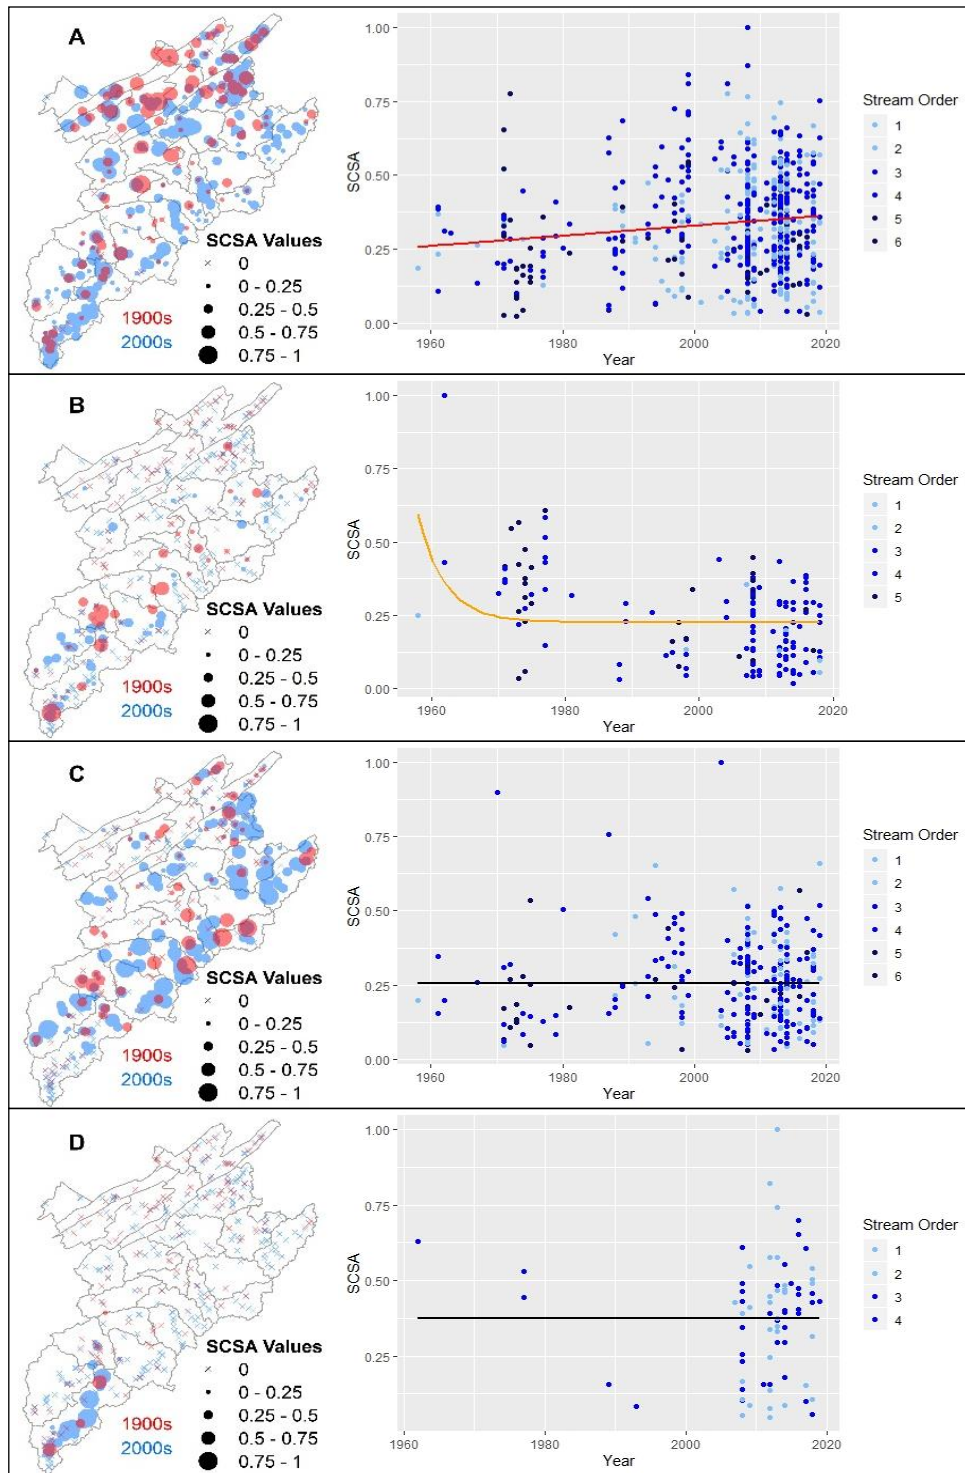 A
SCSA Values
0
0 - 0.25
0.25 - 0.5
0.5 - 0.75
0.75 - 1
1900s
2000s
1.00
0.75
0.50
0.25
0.00
SCSA
1960
1980
2000
2020
Year
Stream Order
1
2
3
4
5
6
B
SCSA Values
0
0 - 0.25
0.25 - 0.5
0.5 - 0.75
0.75 - 1
1900s
2000s
1.00
0.75
0.50
0.25
0.00
SCSA
1960
1980
2000
2020
Year
Stream Order
1
2
3
4
5
C
SCSA Values
0
0 - 0.25
0.25 - 0.5
0.5 - 0.75
0.75 - 1
1900s
2000s
1.00
0.75
0.50
0.25
0.00
SCSA
1960
1980
2000
2020
Year
Stream Order
1
2
3
4
5
6
D
SCSA Values
0
0 - 0.25
0.25 - 0.5
0.5 - 0.75
0.75 - 1
1900s
2000s
1.00
0.75
0.50
0.25
SCSA
1960
1980
2000
2020
Year
Stream Order
1
2
3
4